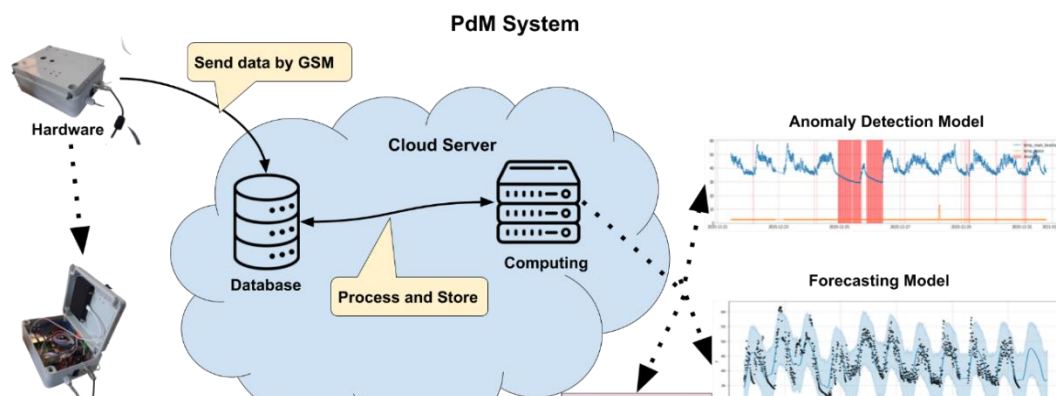 PdM System
Send data by GSM
Hardware
Cloud Server
Anomaly Detection Model
Database
Process and Store
Computing
Forecasting Model